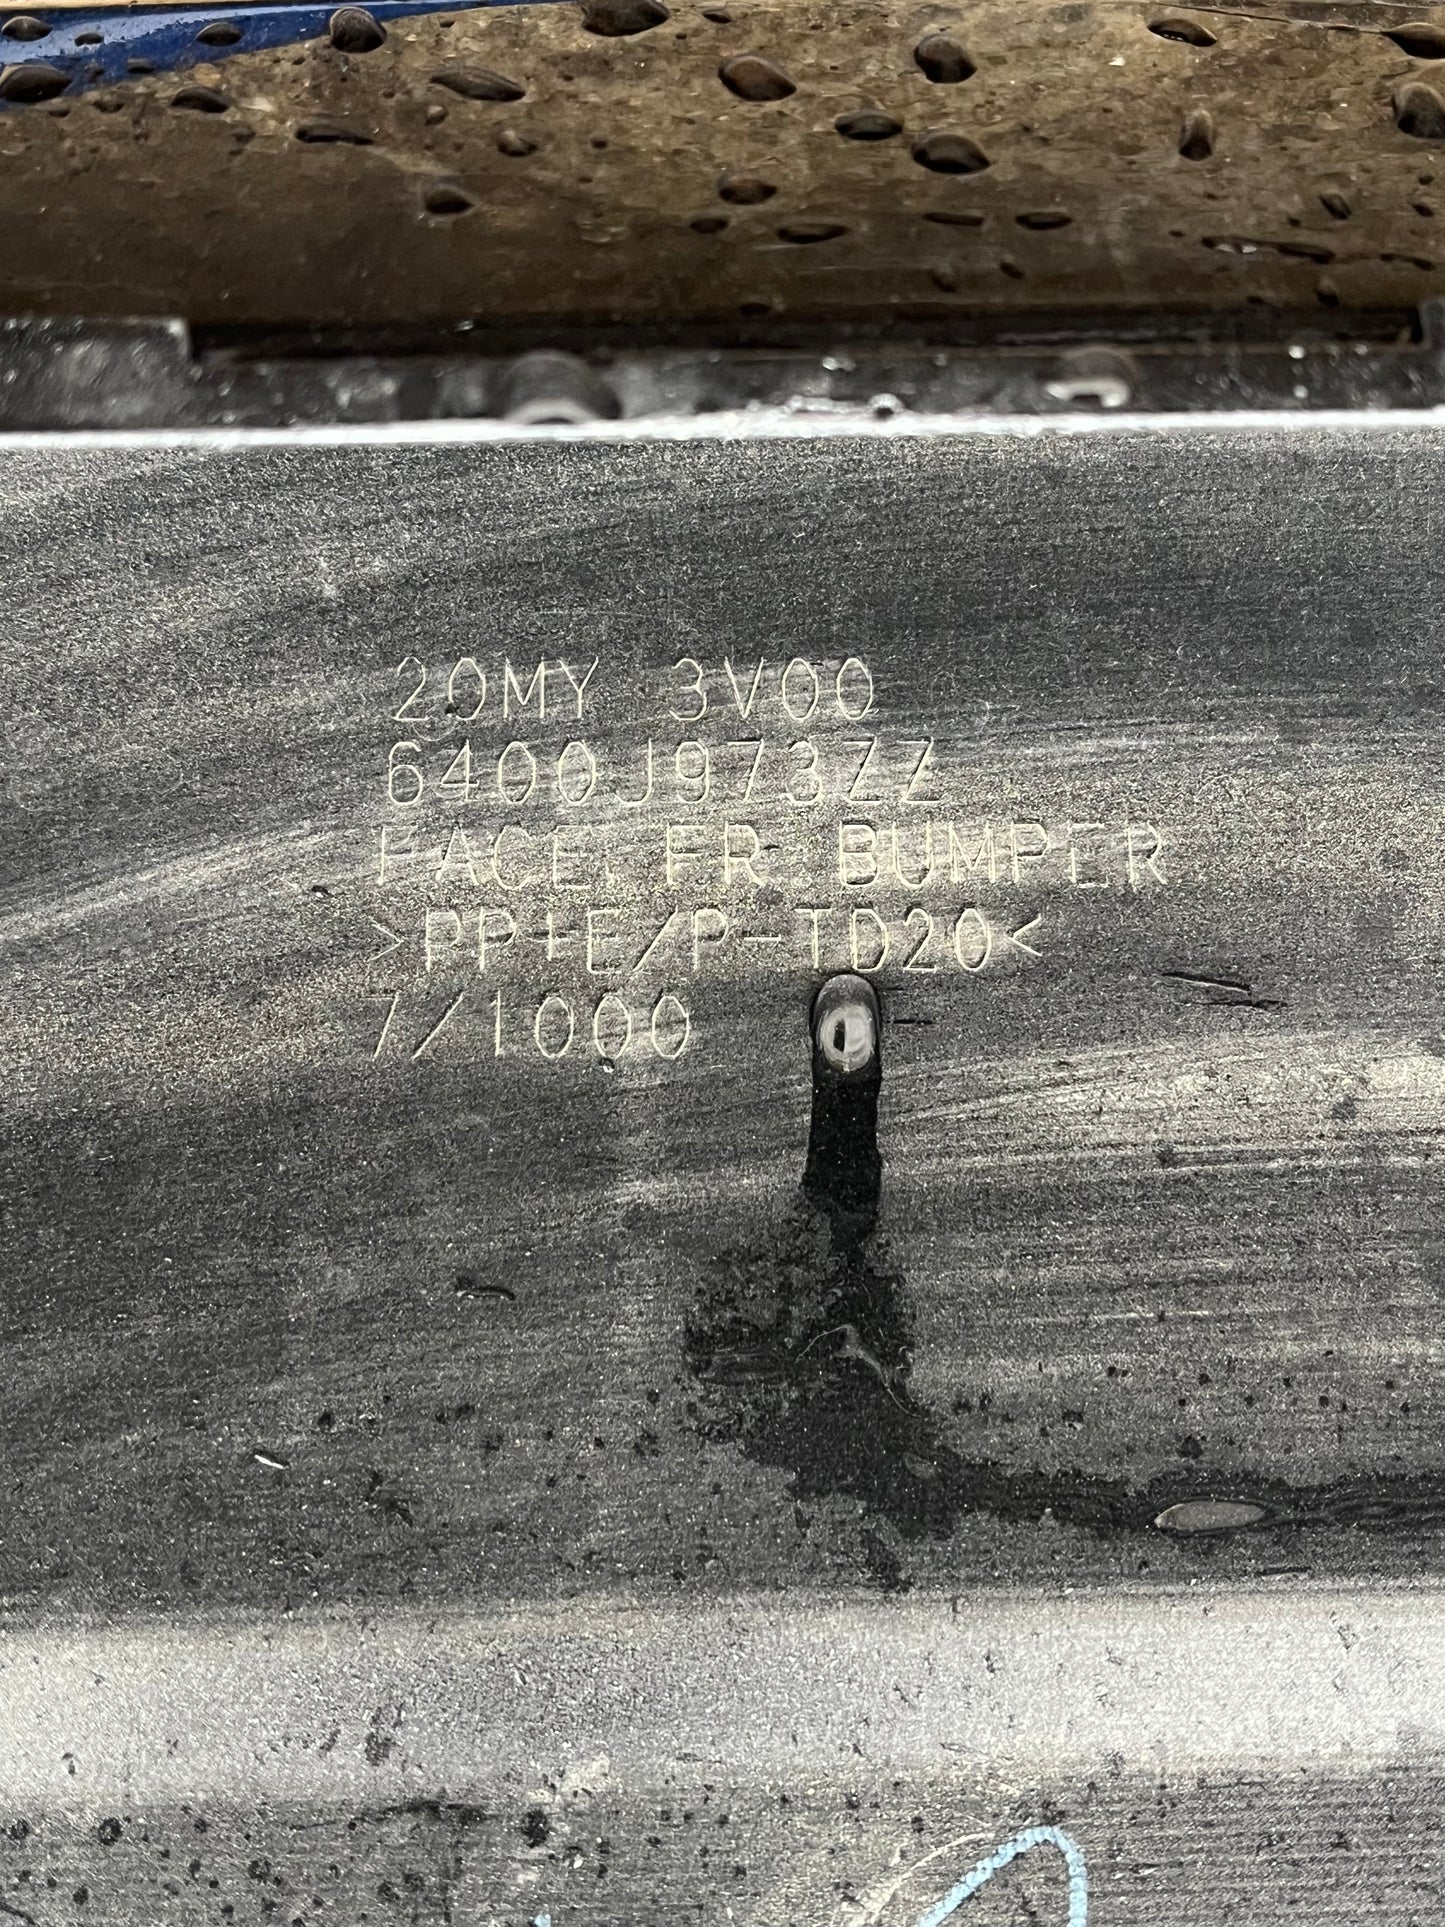 20MY 3V00
6400J973ZZ
FACE, FR BUMPER
>PP+E/P-TD20<
7/1000